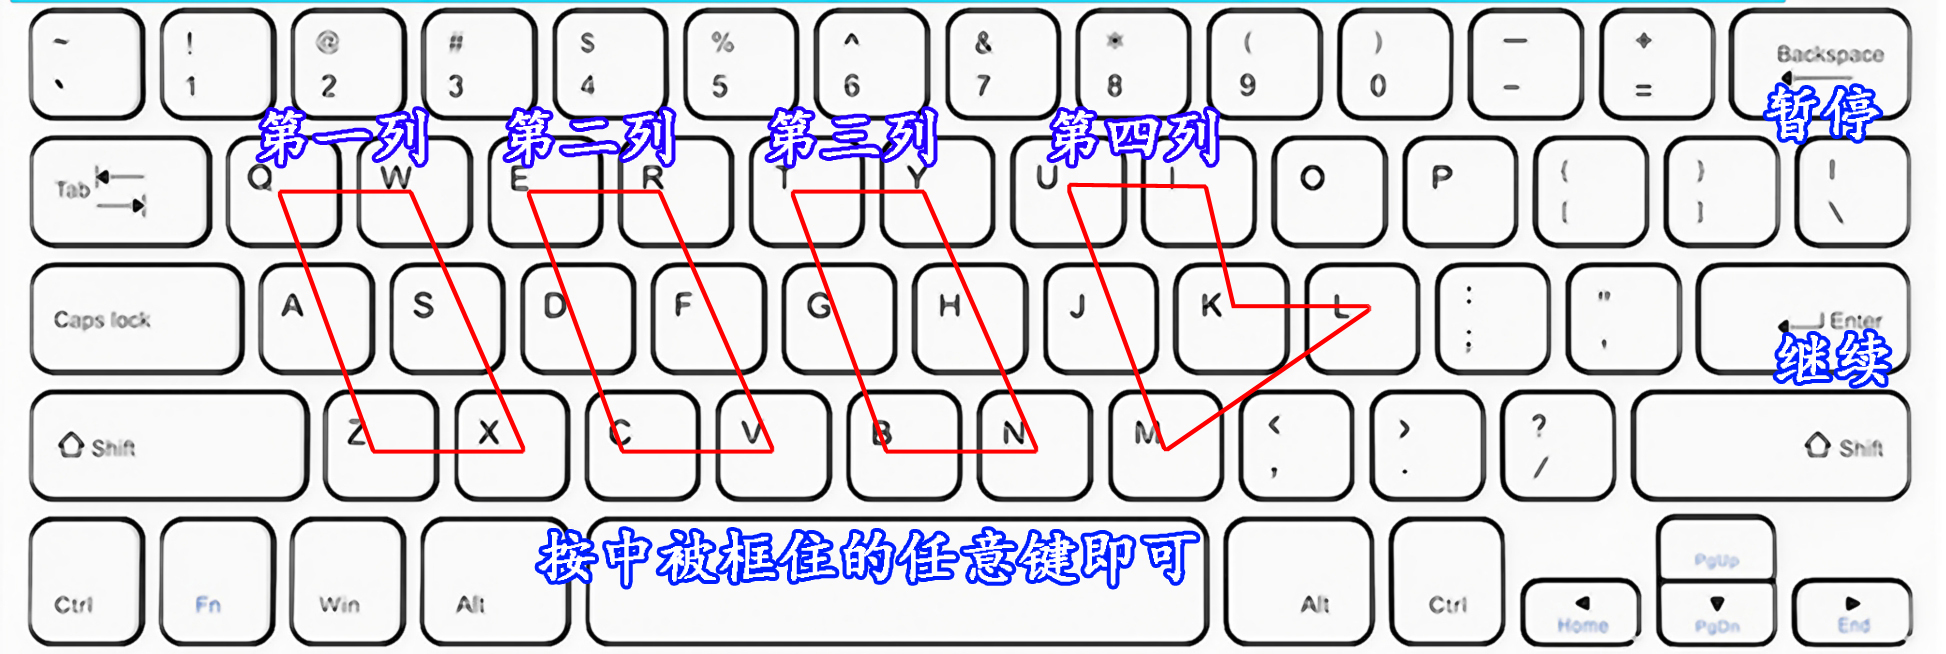 ~ ! @ # $ % ^ & * ( ) — + Backspace
` 1 2 3 4 5 6 7 8 9 0 - =
暂停
第一列 第二列 第三列 第四列
Tab Q W E R T Y U I O P { } |
[ ] \
Caps lock A S D F G H J K L : " Enter
; '
继续
Shift Z X C V B N M < > ? Shift
, . /
按中被框住的任意键即可
PgUp
Ctrl Fn Win Alt Alt Ctrl Home PgDn End